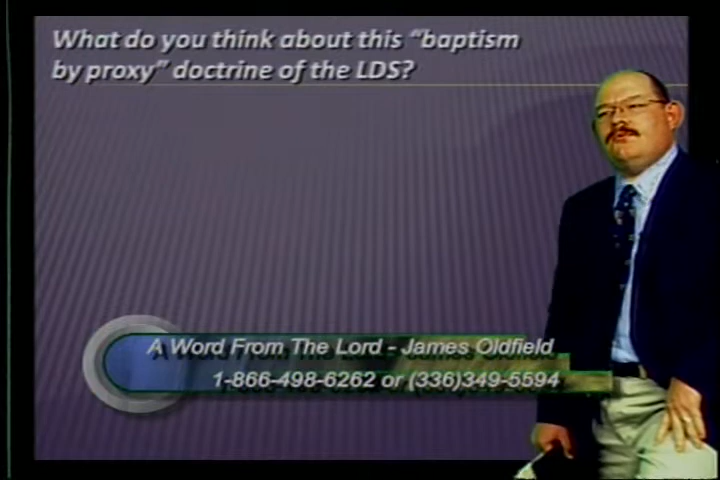 What do you think about this “baptism
by proxy” doctrine of the LDS?
A Word From The Lord - James Oldfield
1-866-498-6262 or (336)349-5594